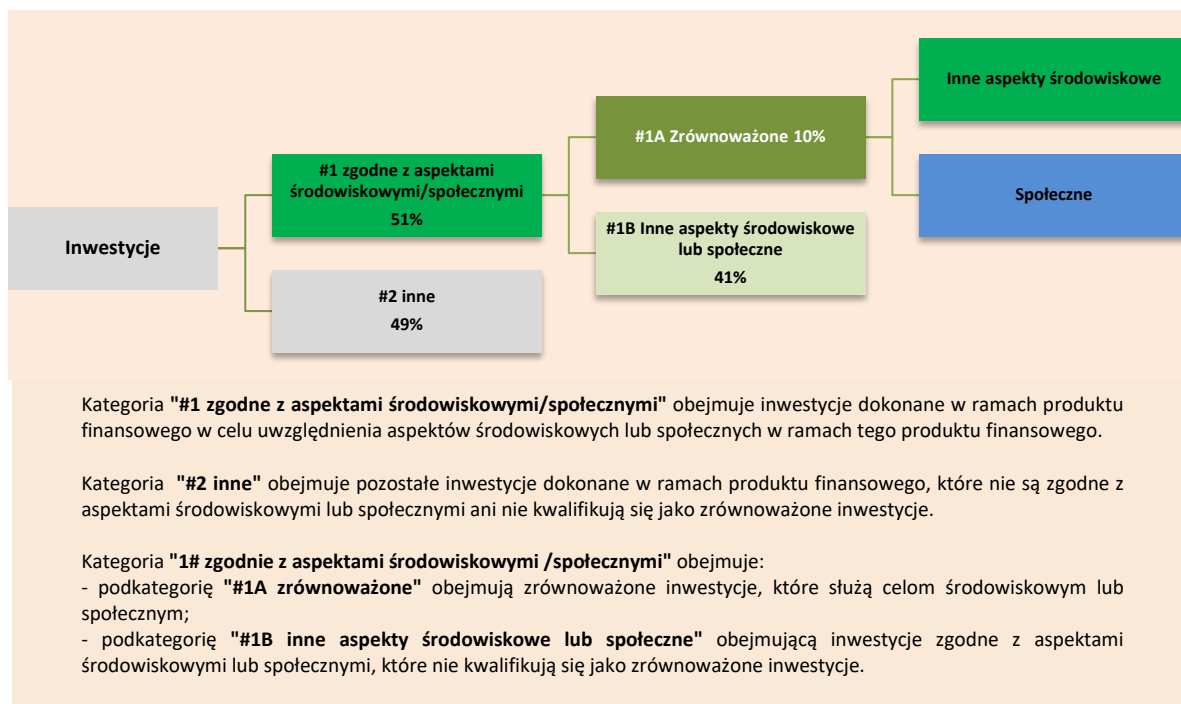 Inwestycje
#1 zgodne z aspektami
środowiskowymi/społecznymi
51%
#2 inne
49%
#1A Zrównoważone 10%
#1B Inne aspekty środowiskowe
lub społeczne
41%
Inne aspekty środowiskowe
Społeczne
Kategoria "#1 zgodne z aspektami środowiskowymi/społecznymi" obejmuje inwestycje dokonane w ramach produktu
finansowego w celu uwzględnienia aspektów środowiskowych lub społecznych w ramach tego produktu finansowego.
Kategoria "#2 inne" obejmuje pozostałe inwestycje dokonane w ramach produktu finansowego, które nie są zgodne z
aspektami środowiskowymi lub społecznymi ani nie kwalifikują się jako zrównoważone inwestycje.
Kategoria "1# zgodnie z aspektami środowiskowymi /społecznymi" obejmuje:
- podkategorię "#1A zrównoważone" obejmują zrównoważone inwestycje, które służą celom środowiskowym lub
społecznym;
- podkategorię "#1B inne aspekty środowiskowe lub społeczne" obejmującą inwestycje zgodne z aspektami
środowiskowymi lub społecznymi, które nie kwalifikują się jako zrównoważone inwestycje.